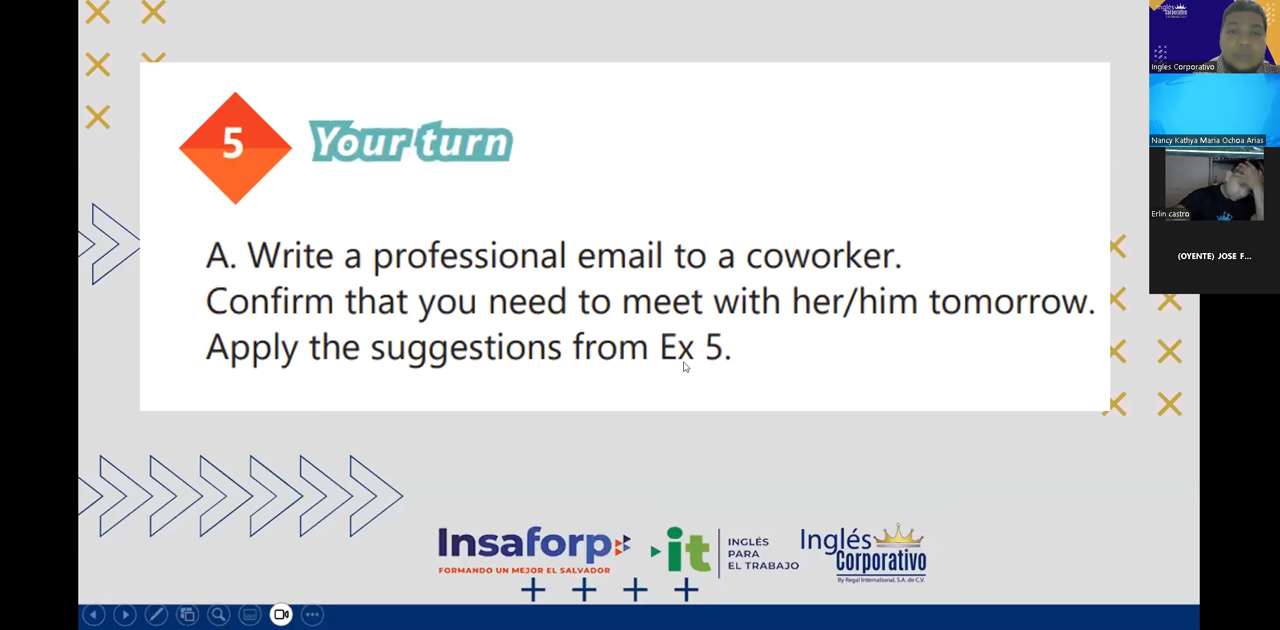 5 Your turn
A. Write a professional email to a coworker.
Confirm that you need to meet with her/him tomorrow.
Apply the suggestions from Ex 5.
Insaforp
FORMANDO UN MEJOR EL SALVADOR
it
INGLÉS
PARA
EL TRABAJO
Inglés
Corporativo
By Regal International, S.A. de C.V.
Inglés Corporativo
Nancy Kathya Maria Ochoa Arias
Erlin castro
(OYENTE) JOSE F...